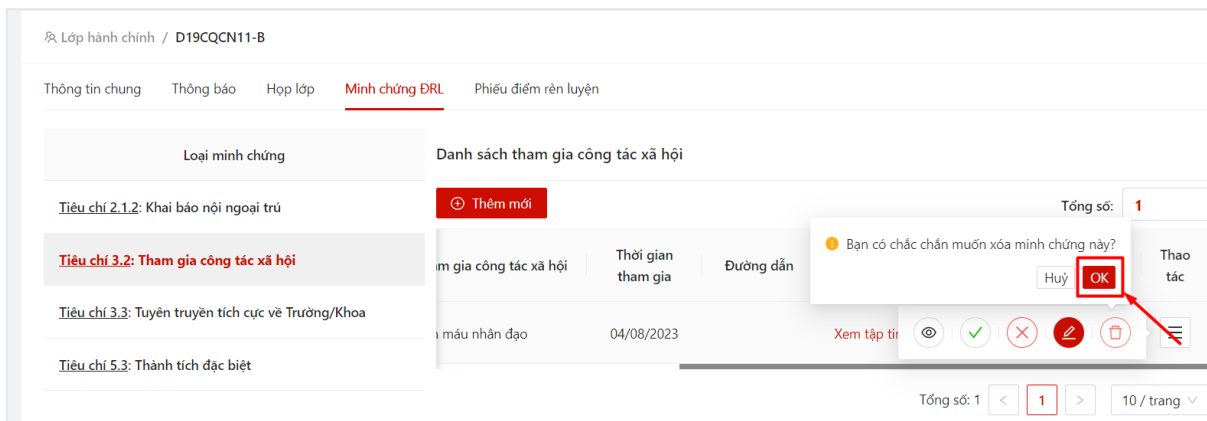 Lớp hành chính / D19CQCN11-B
Thông tin chung Thông báo Họp lớp Minh chứng ĐRL Phiếu điểm rèn luyện
Loại minh chứng
Tiêu chí 2.1.2: Khai báo nội ngoại trú
Tiêu chí 3.2: Tham gia công tác xã hội
Tiêu chí 3.3: Tuyên truyền tích cực về Trường/Khoa
Tiêu chí 5.3: Thành tích đặc biệt
Danh sách tham gia công tác xã hội
Thêm mới
Tổng số: 1
Bạn có chắc chắn muốn xóa minh chứng này?
Huỷ OK
gia công tác xã hội
Thời gian
tham gia
Đường dẫn
Thao
tác
máu nhân đạo 04/08/2023 Xem tập
Tổng số: 1 < 1 > 10 / trang